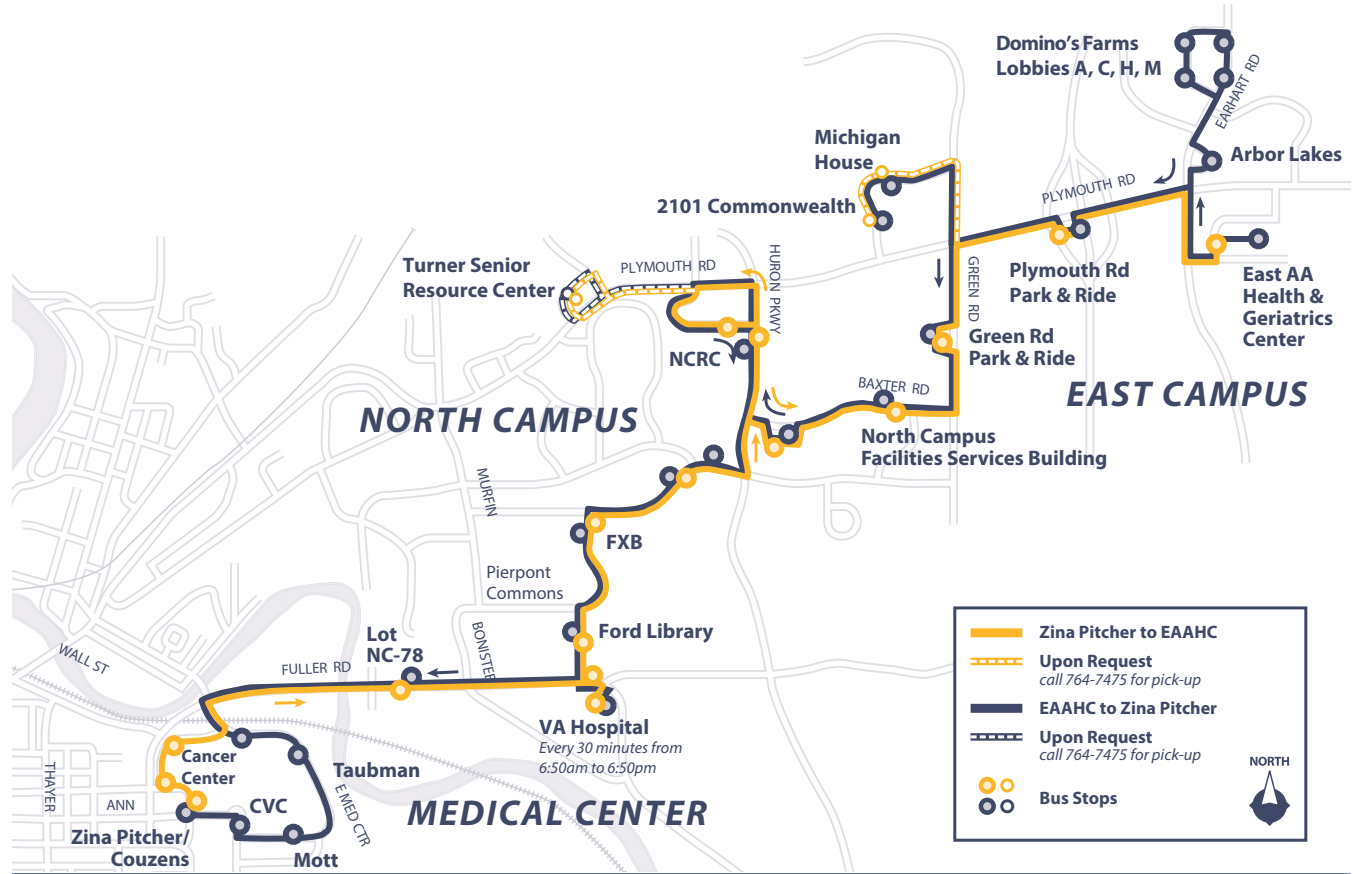 Domino's Farms
Lobbies A, C, H, M
EARHART RD
Michigan
House
Arbor Lakes
PLYMOUTH RD
2101 Commonwealth
Turner Senior
Resource Center
PLYMOUTH RD
HURON PKWY
GREEN RD
Plymouth Rd
Park & Ride
East AA
Health &
Geriatrics
Center
NCRC
Green Rd
Park & Ride
BAXTER RD
EAST CAMPUS
NORTH CAMPUS
North Campus
Facilities Services Building
MURFIN
FXB
Pierpont
Commons
Ford Library
Lot
NC-78
BONISTEEL
WALL ST
FULLER RD
VA Hospital
Every 30 minutes from
6:50am to 6:50pm
Cancer
Center
Taubman
THAYER
ANN
CVC
E MED CTR
MEDICAL CENTER
Zina Pitcher/
Couzens
Mott
Zina Pitcher to EAAHC
Upon Request
call 764-7475 for pick-up
EAAHC to Zina Pitcher
Upon Request
call 764-7475 for pick-up
Bus Stops
NORTH